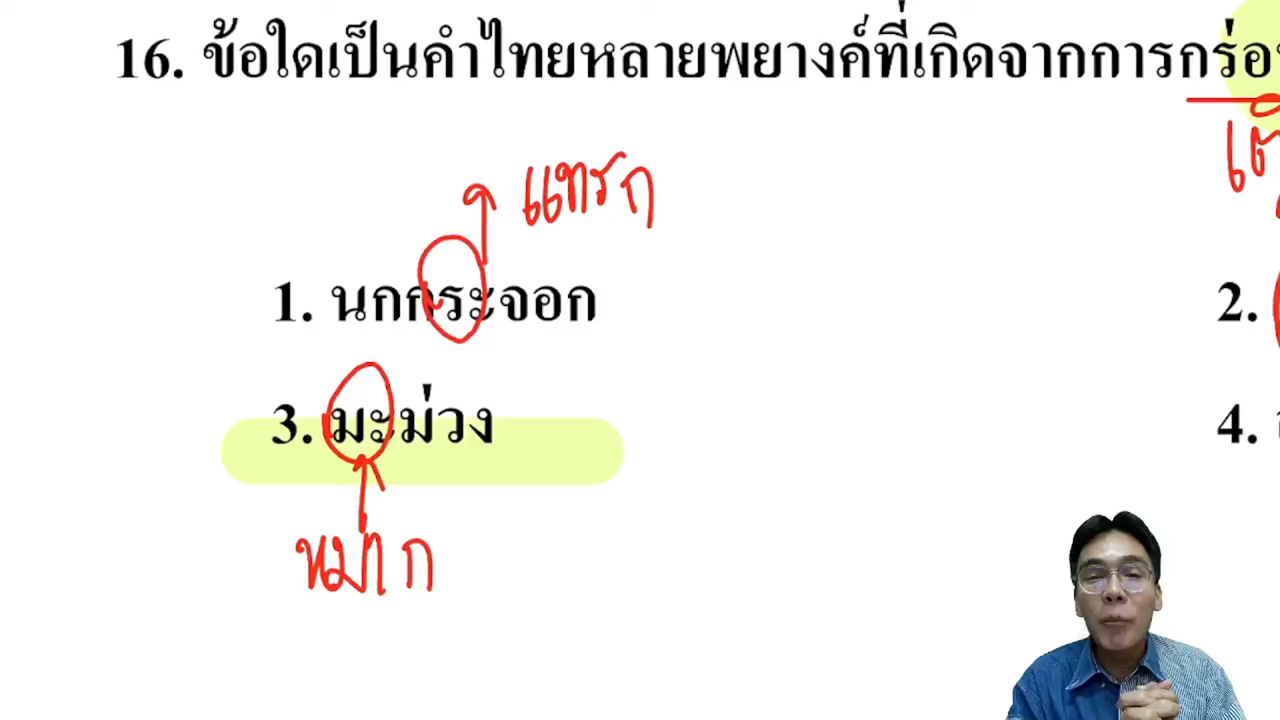 16. ข้อใดเป็นคำไทยหลายพยางค์ที่เกิดจากการกร่อ
แทรก
1. นกกระจอก
2.
3. มะม่วง
4.
หมาก